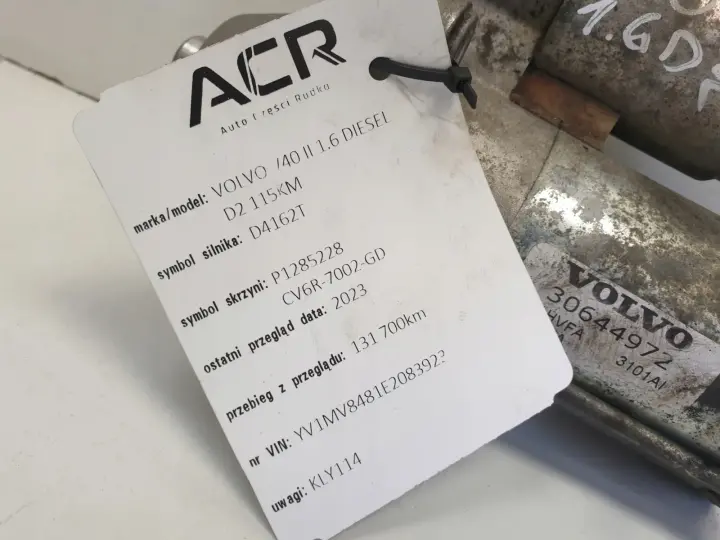 ACR
Auto Części Rudka
marka/model: VOLVO V40 II 1.6 DIESEL
D2 115KM
symbol silnika: D4162T
symbol skrzyni: P1285228
CV6R-7002-GD
ostatni przegląd data: 2023
przebieg z przeglądu: 131 700km
nr VIN: YV1MV8481E2083923
uwagi: KLY114
1.6D
VOLVO
30644972
HVFA
3101AI